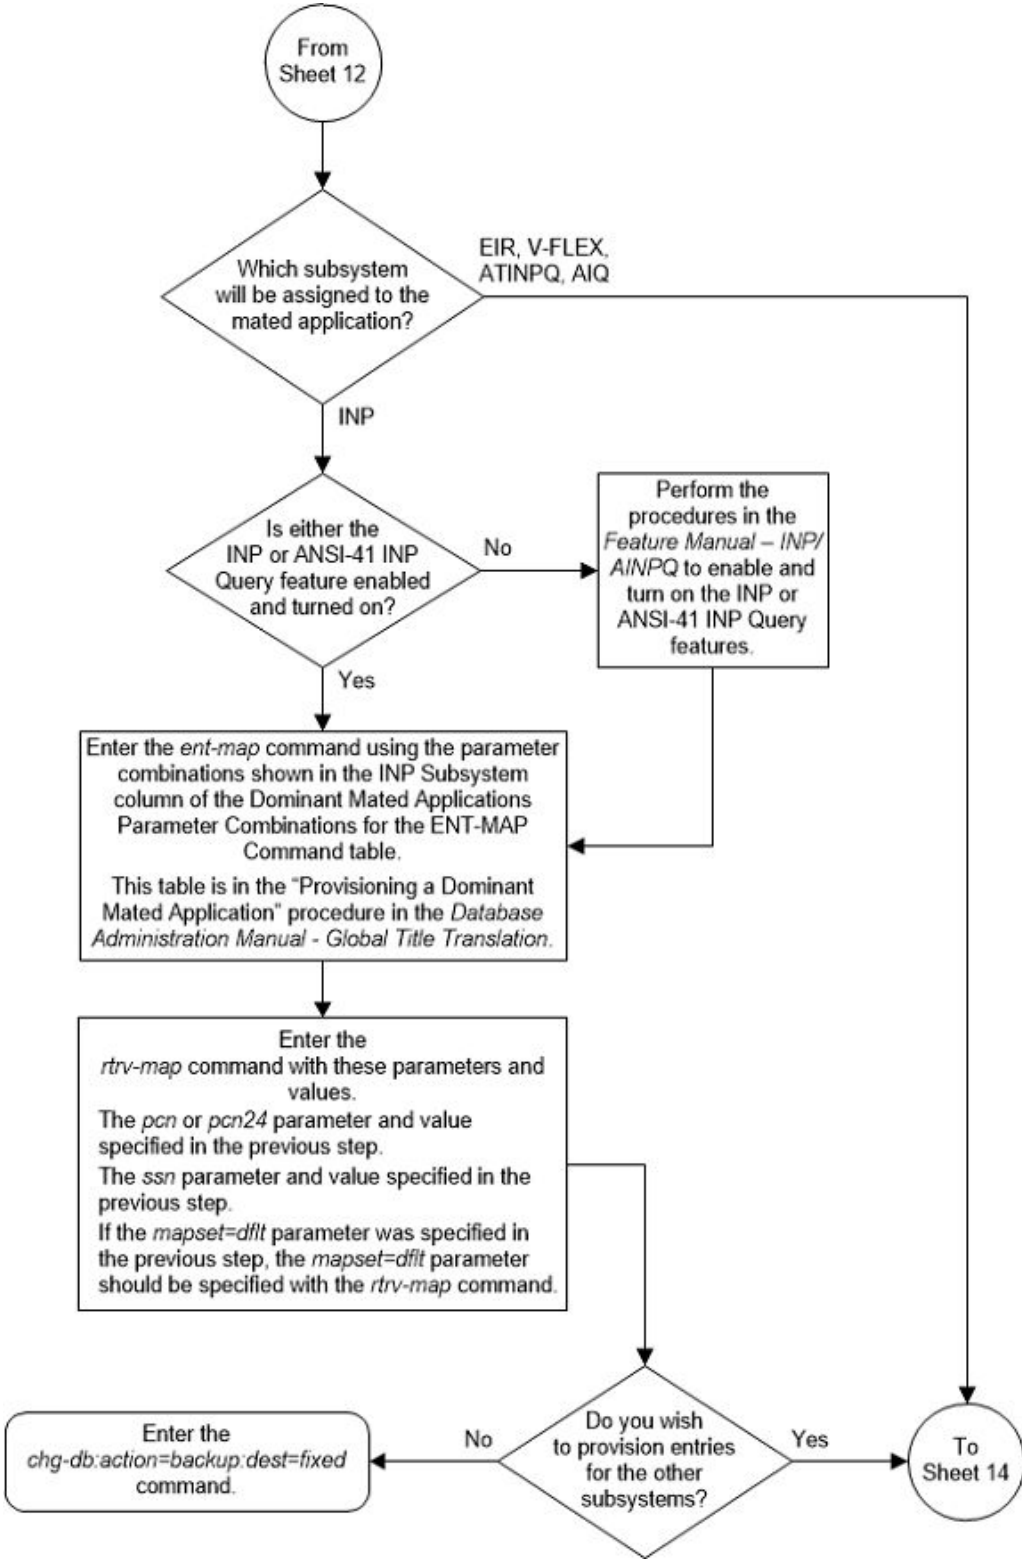 From
Sheet 12
Which subsystem
will be assigned to the
mated application?
EIR, V-FLEX,
ATINPQ, AIQ
INP
Is either the
INP or ANSI-41 INP
Query feature enabled
and turned on?
No
Perform the
procedures in the
Feature Manual – INP/
AINPQ to enable and
turn on the INP or
ANSI-41 INP Query
features.
Yes
Enter the ent-map command using the parameter
combinations shown in the INP Subsystem
column of the Dominant Mated Applications
Parameter Combinations for the ENT-MAP
Command table.
This table is in the “Provisioning a Dominant
Mated Application” procedure in the Database
Administration Manual - Global Title Translation.
Enter the
rtrv-map command with these parameters and
values.
The pcn or pcn24 parameter and value
specified in the previous step.
The ssn parameter and value specified in the
previous step.
If the mapset=dflt parameter was specified in
the previous step, the mapset=dflt parameter
should be specified with the rtrv-map command.
Do you wish
to provision entries
for the other
subsystems?
No
Yes
Enter the
chg-db:action=backup:dest=fixed
command.
To
Sheet 14